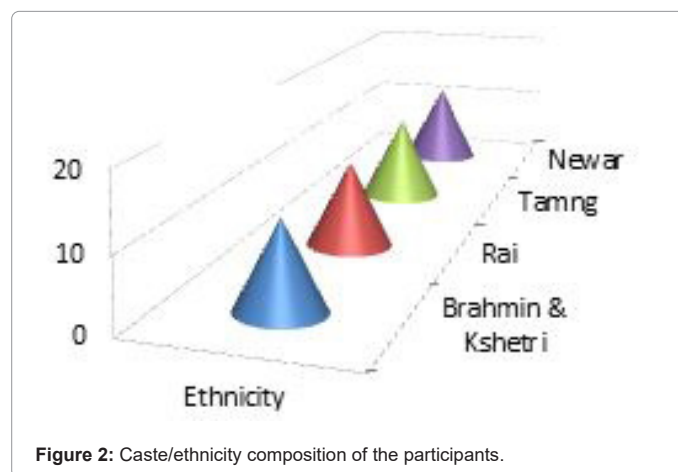 20
10
0
Newar
Tamng
Rai
Brahmin &
Kshetri
Ethnicity
Figure 2: Caste/ethnicity composition of the participants.